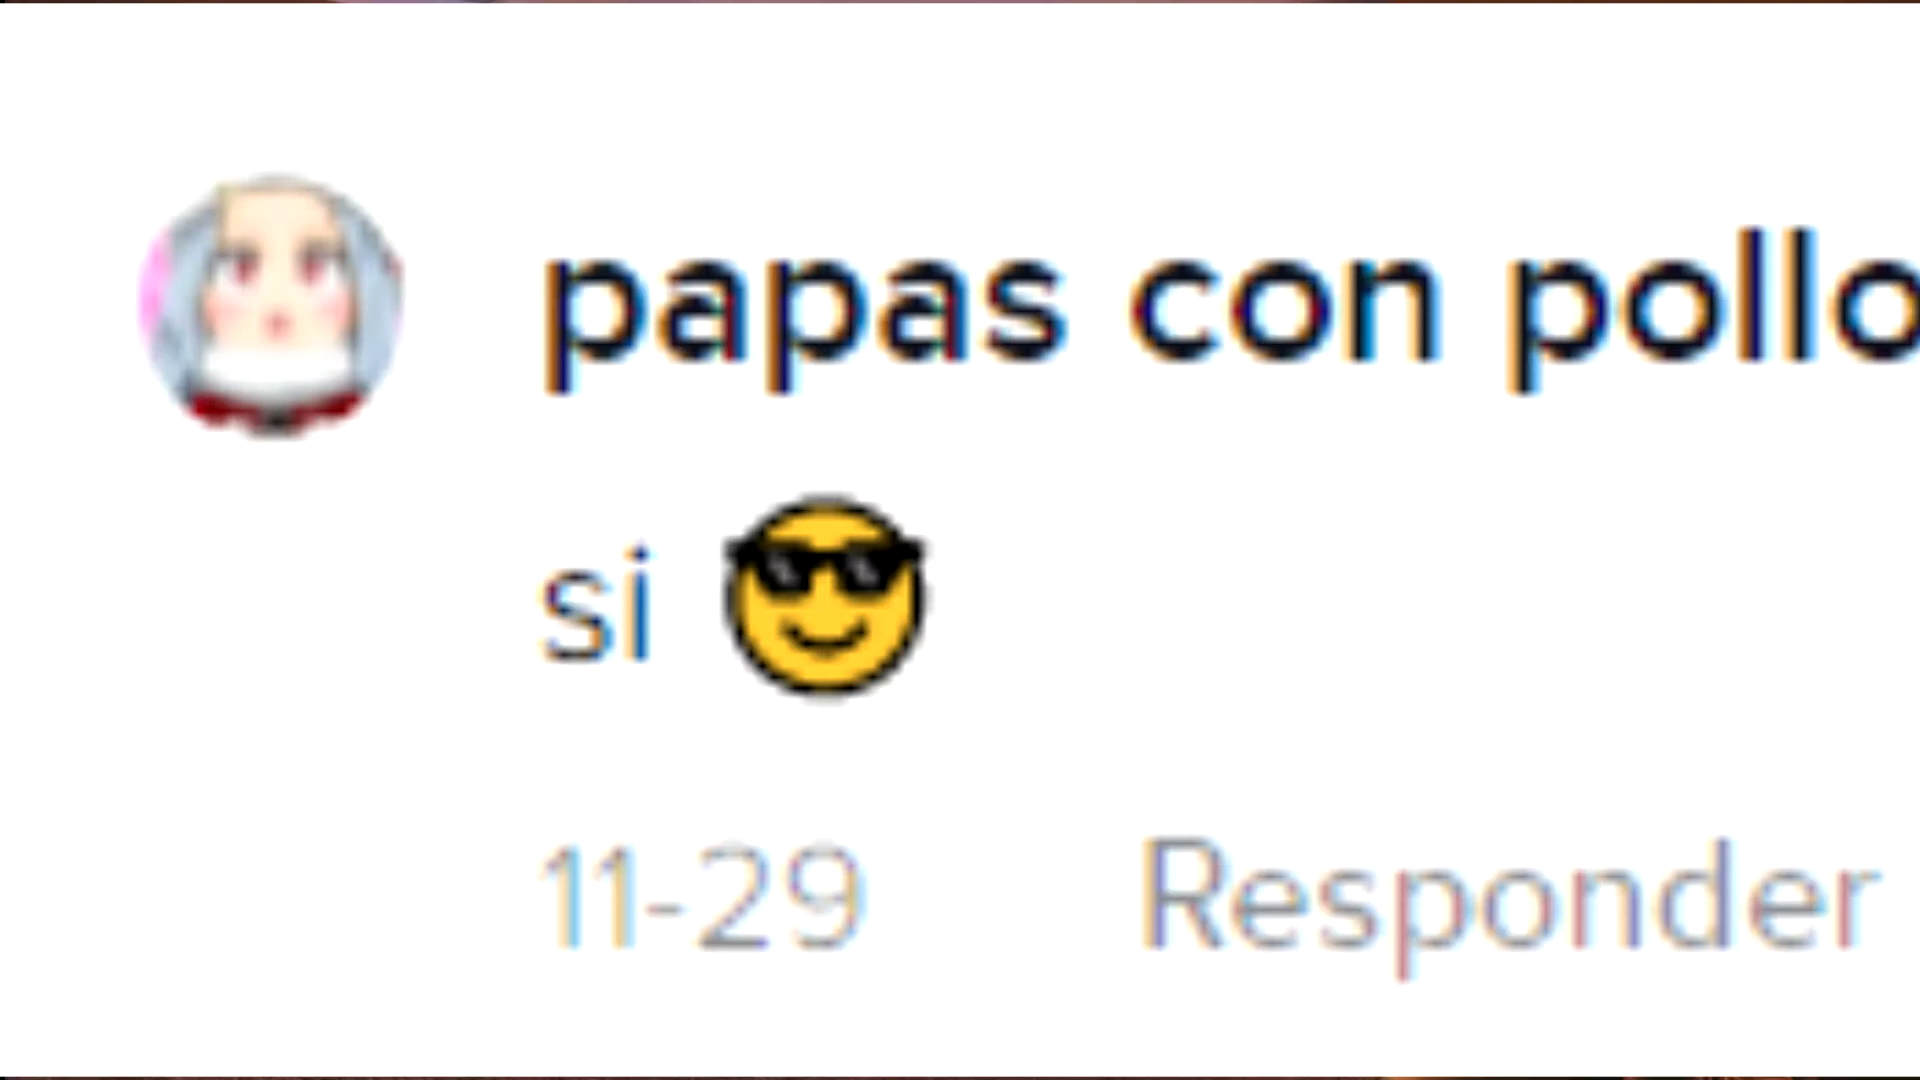 papas con pollo
si 😎
11-29 Responder